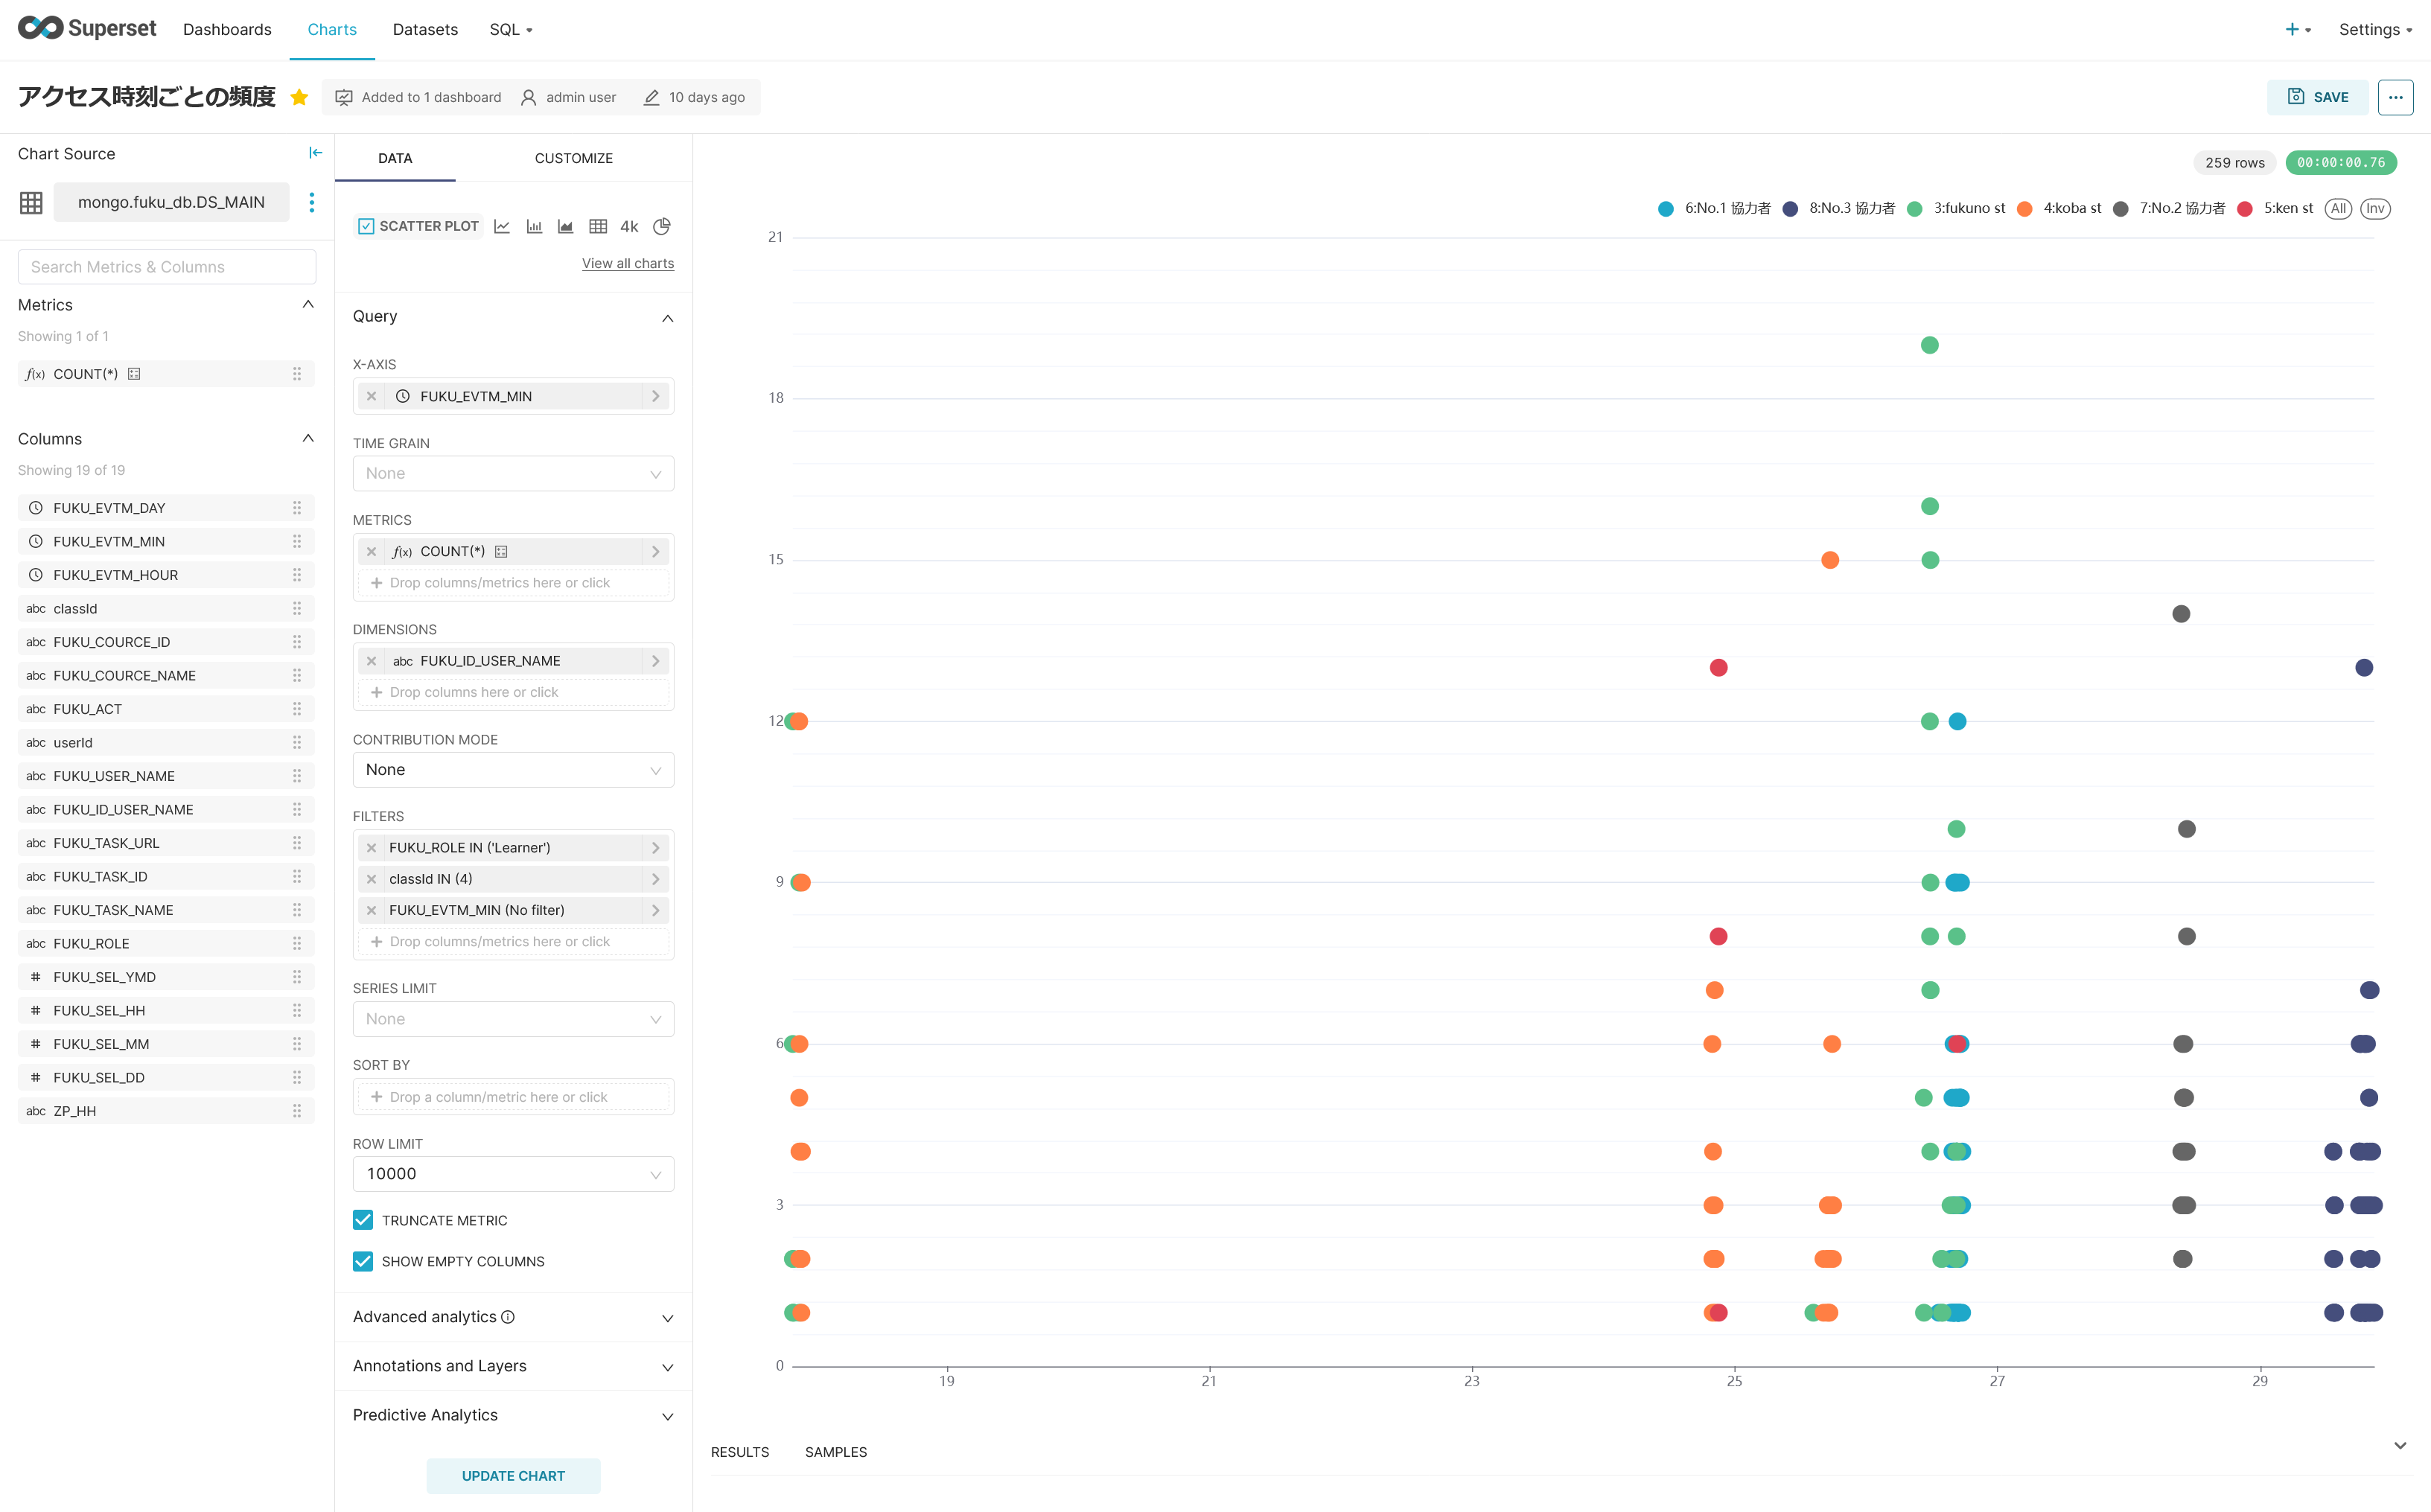 Superset Dashboards Charts Datasets SQL Settings
アクセス時刻ごとの頻度 Added to 1 dashboard admin user 10 days ago SAVE
Chart Source
mongo.fuku_db.DS_MAIN
Search Metrics & Columns
Metrics
Showing 1 of 1
f(x) COUNT(*)
Columns
Showing 19 of 19
FUKU_EVTM_DAY
FUKU_EVTM_MIN
FUKU_EVTM_HOUR
abc classId
abc FUKU_COURCE_ID
abc FUKU_COURCE_NAME
abc FUKU_ACT
abc userId
abc FUKU_USER_NAME
abc FUKU_ID_USER_NAME
abc FUKU_TASK_URL
abc FUKU_TASK_ID
abc FUKU_TASK_NAME
abc FUKU_ROLE
# FUKU_SEL_YMD
# FUKU_SEL_HH
# FUKU_SEL_MM
# FUKU_SEL_DD
abc ZP_HH
DATA CUSTOMIZE
SCATTER PLOT 4k
View all charts
Query
X-AXIS
FUKU_EVTM_MIN
TIME GRAIN
None
METRICS
f(x) COUNT(*)
+ Drop columns/metrics here or click
DIMENSIONS
abc FUKU_ID_USER_NAME
+ Drop columns here or click
CONTRIBUTION MODE
None
FILTERS
FUKU_ROLE IN ('Learner')
classId IN (4)
FUKU_EVTM_MIN (No filter)
+ Drop columns/metrics here or click
SERIES LIMIT
None
SORT BY
+ Drop a column/metric here or click
ROW LIMIT
10000
TRUNCATE METRIC
SHOW EMPTY COLUMNS
Advanced analytics
Annotations and Layers
Predictive Analytics
UPDATE CHART
259 rows 00:00:00.76
6:No.1 協力者 8:No.3 協力者 3:fukuno st 4:koba st 7:No.2 協力者 5:ken st All Inv
21
18
15
12
9
6
3
0
19 21 23 25 27 29
RESULTS SAMPLES